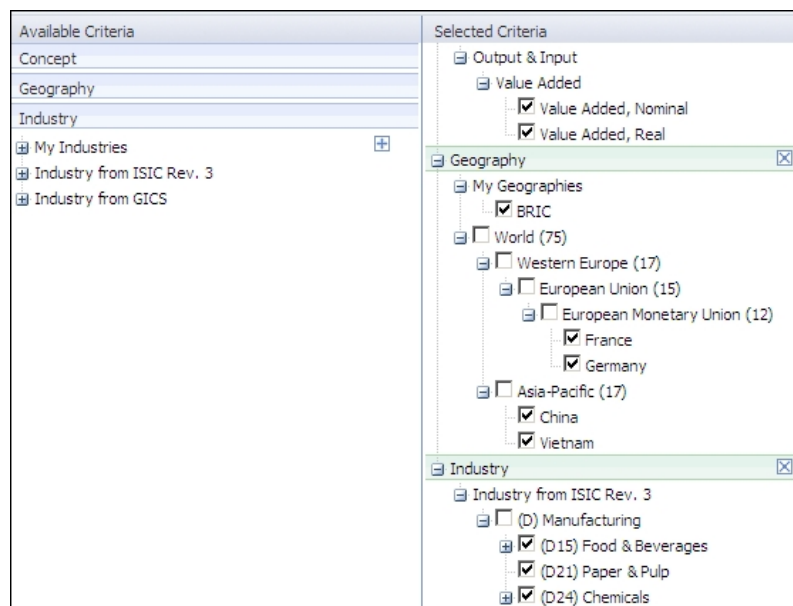 Available Criteria
Concept
Geography
Industry
My Industries
Industry from ISIC Rev. 3
Industry from GICS
Selected Criteria
Output & Input
Value Added
Value Added, Nominal
Value Added, Real
Geography
My Geographies
BRIC
World (75)
Western Europe (17)
European Union (15)
European Monetary Union (12)
France
Germany
Asia-Pacific (17)
China
Vietnam
Industry
Industry from ISIC Rev. 3
(D) Manufacturing
(D15) Food & Beverages
(D21) Paper & Pulp
(D24) Chemicals